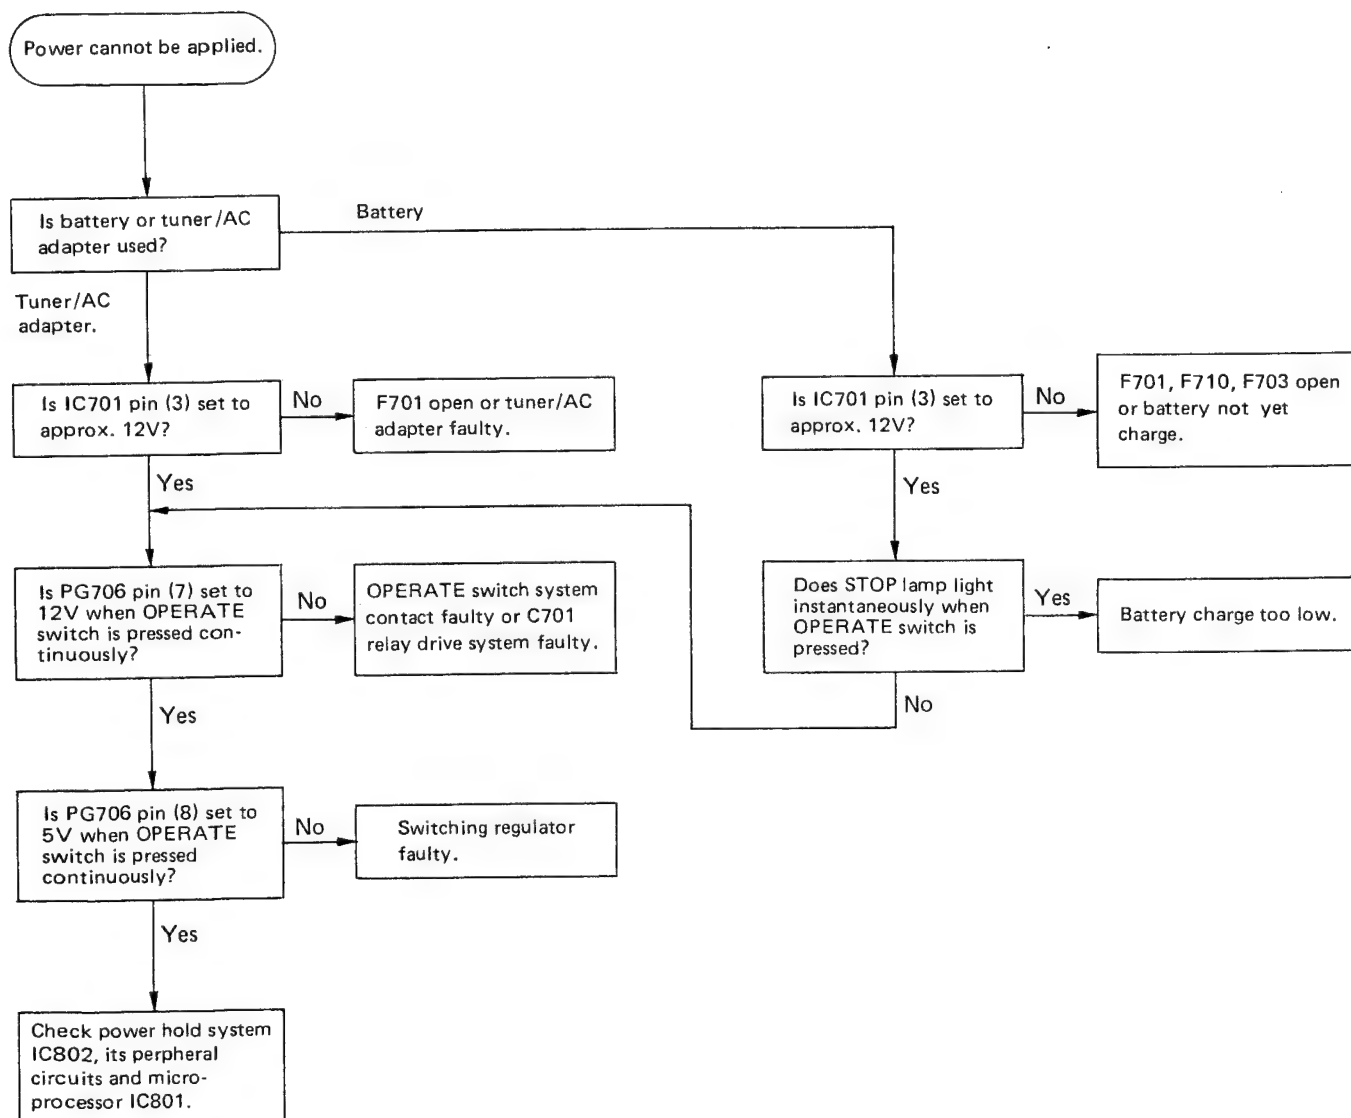 Power cannot be applied.
Is battery or tuner/AC
adapter used?
Battery
Tuner/AC
adapter.
Is IC701 pin (3) set to
approx. 12V?
No
F701 open or tuner/AC
adapter faulty.
Is IC701 pin (3) set to
approx. 12V?
No
F701, F710, F703 open
or battery not yet
charge.
Yes
Yes
Is PG706 pin (7) set to
12V when OPERATE
switch is pressed con-
tinuously?
No
OPERATE switch system
contact faulty or C701
relay drive system faulty.
Does STOP lamp light
instantaneously when
OPERATE switch is
pressed?
Yes
Battery charge too low.
No
Yes
Is PG706 pin (8) set to
5V when OPERATE
switch is pressed
continuously?
No
Switching regulator
faulty.
Yes
Check power hold system
IC802, its perpheral
circuits and micro-
processor IC801.